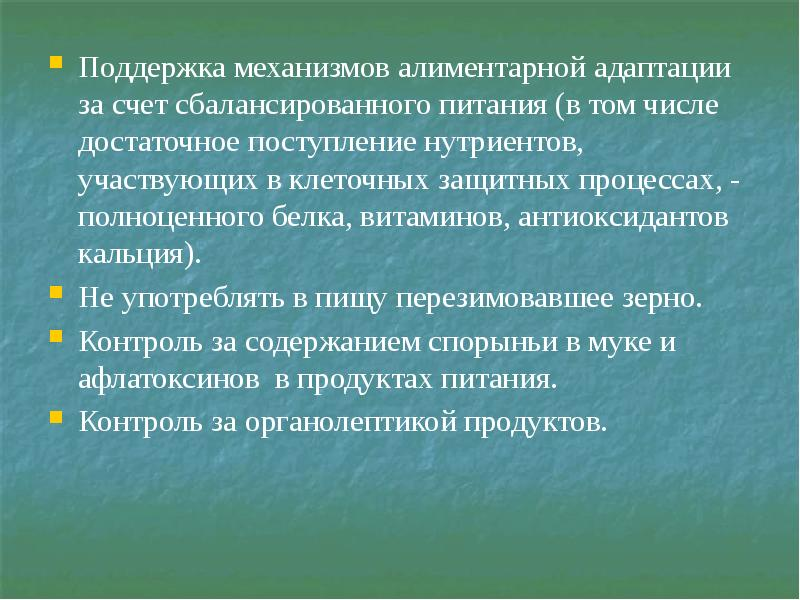 Поддержка механизмов алиментарной адаптации
за счет сбалансированного питания (в том числе
достаточное поступление нутриентов,
участвующих в клеточных защитных процессах, -
полноценного белка, витаминов, антиоксидантов
кальция).
Не употреблять в пищу перезимовавшее зерно.
Контроль за содержанием спорыньи в муке и
афлатоксинов  в продуктах питания.
Контроль за органолептикой продуктов.